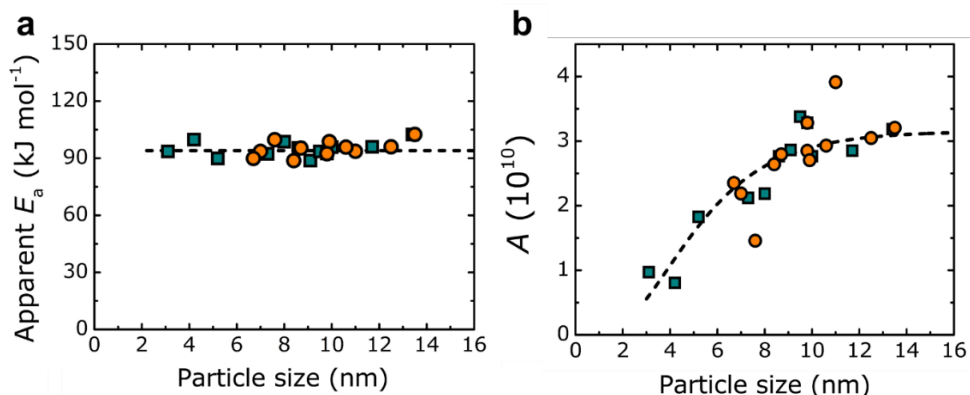 a
Apparent Eₐ (kJ mol⁻¹)
150
120
90
60
30
0
0 2 4 6 8 10 12 14 16
Particle size (nm)
b
A (10¹⁰)
4
3
2
1
0
0 2 4 6 8 10 12 14 16
Particle size (nm)